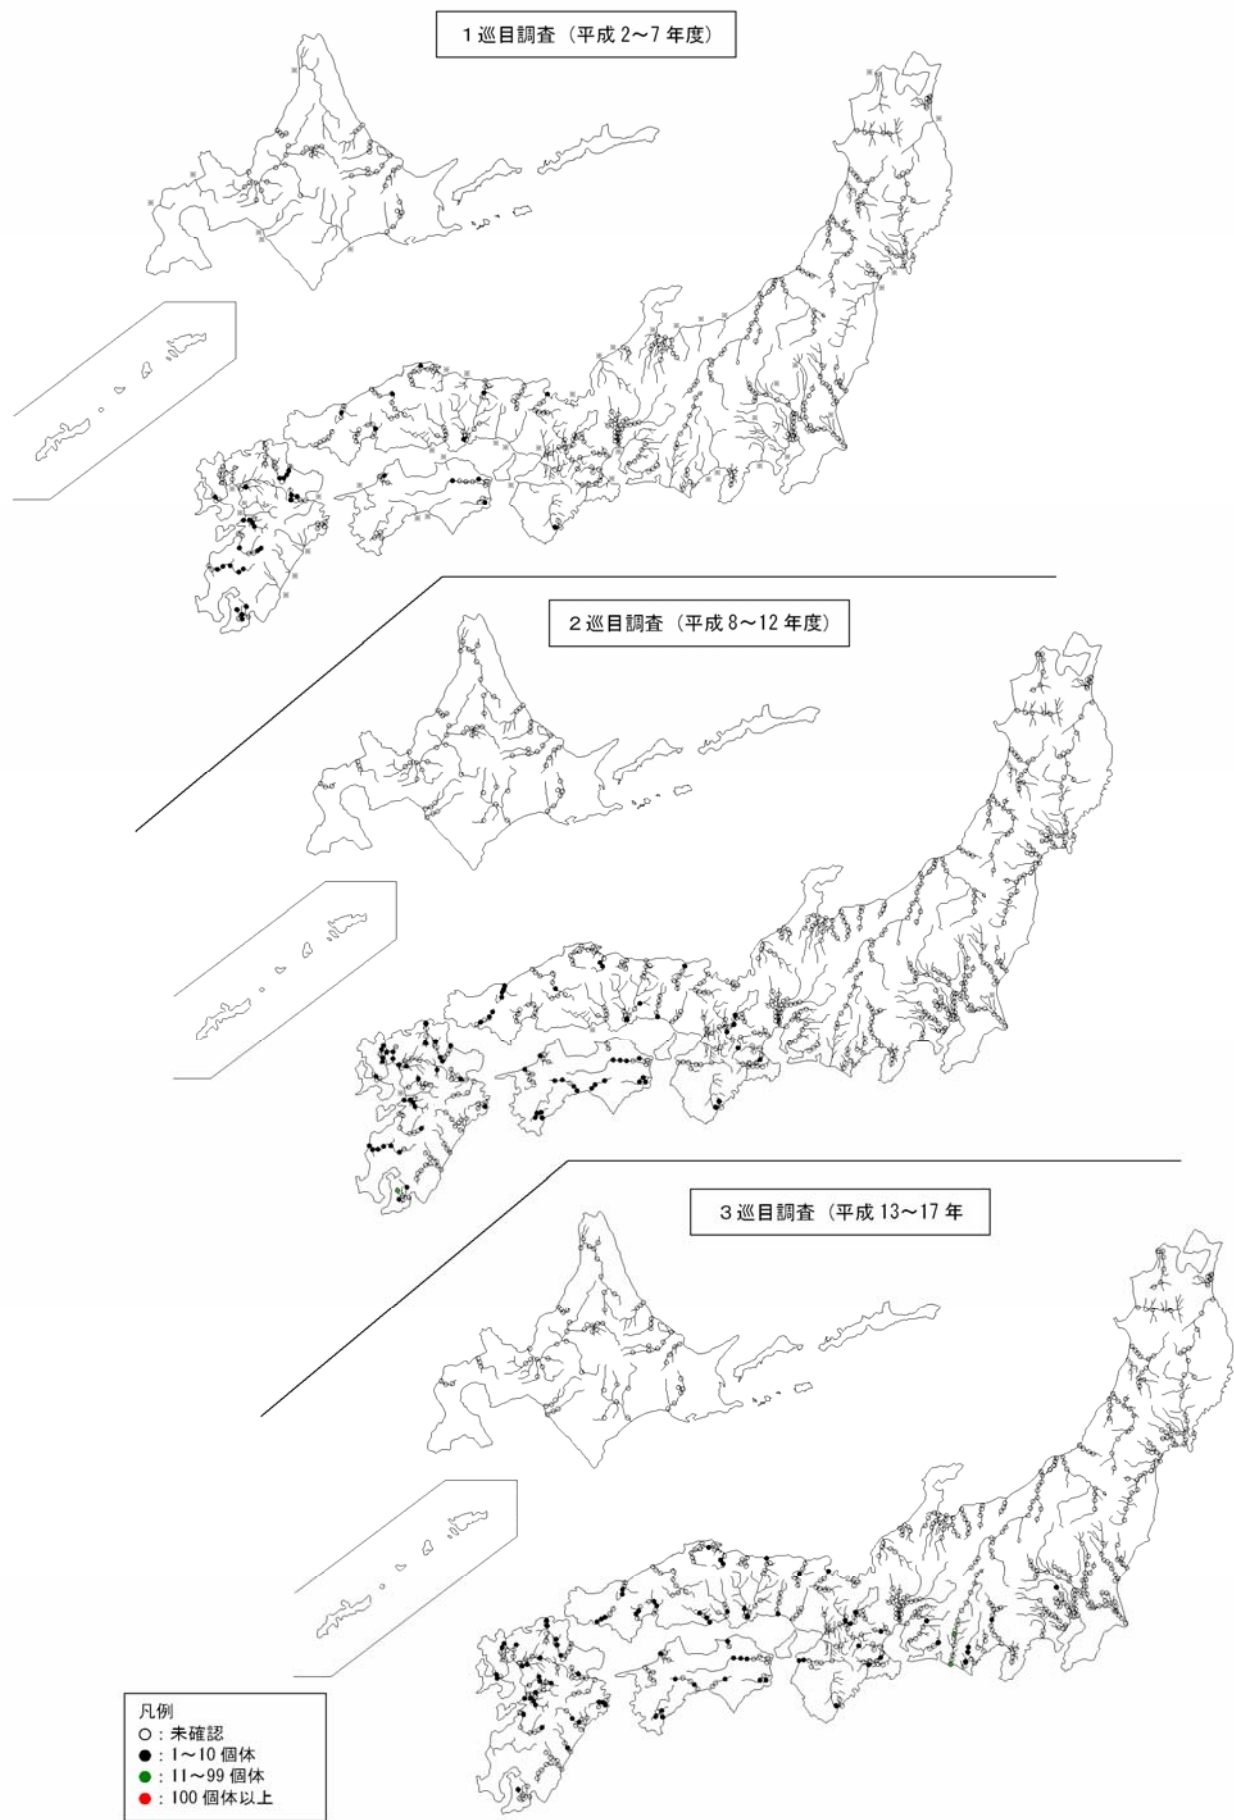 1巡目調査（平成2～7年度）
2巡目調査（平成8～12年度）
3巡目調査（平成13～17年
凡例
○：未確認
●：1～10個体
●：11～99個体
●：100個体以上